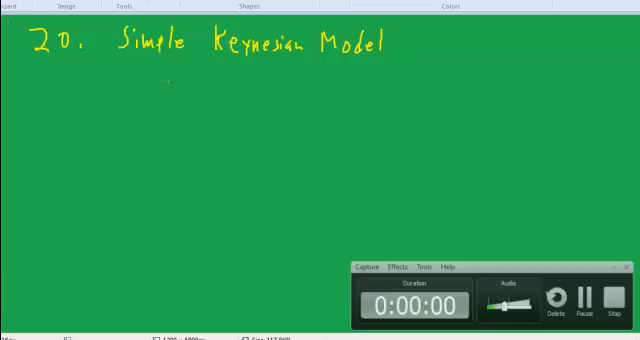 Image Tools Shapes Colors
20. Simple Keynesian Model
Capture Effects Tools Help
Duration Audio
0:00:00
Delete Pause Stop